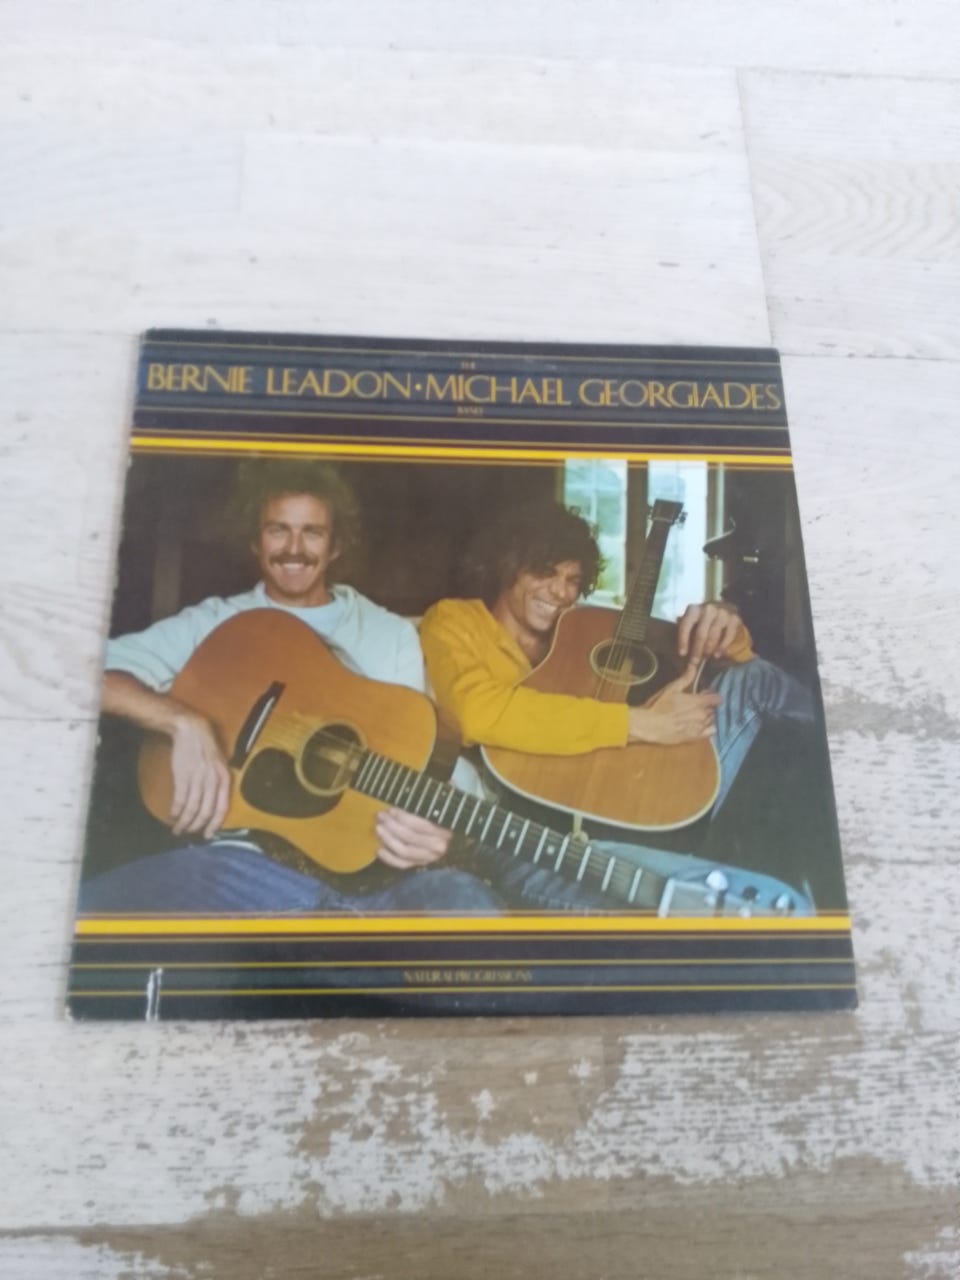 THE
BERNIE LEADON • MICHAEL GEORGIADES
BAND
NATURAL PROGRESSIONS